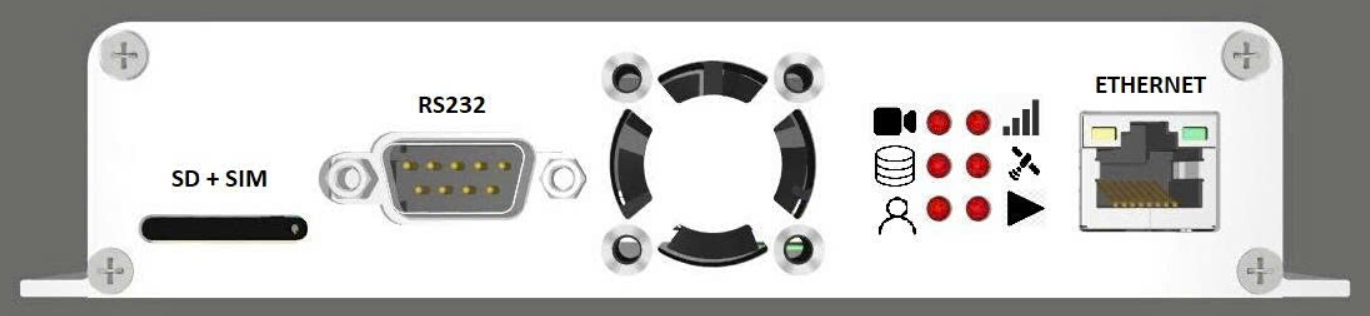 SD + SIM
RS232
ETHERNET